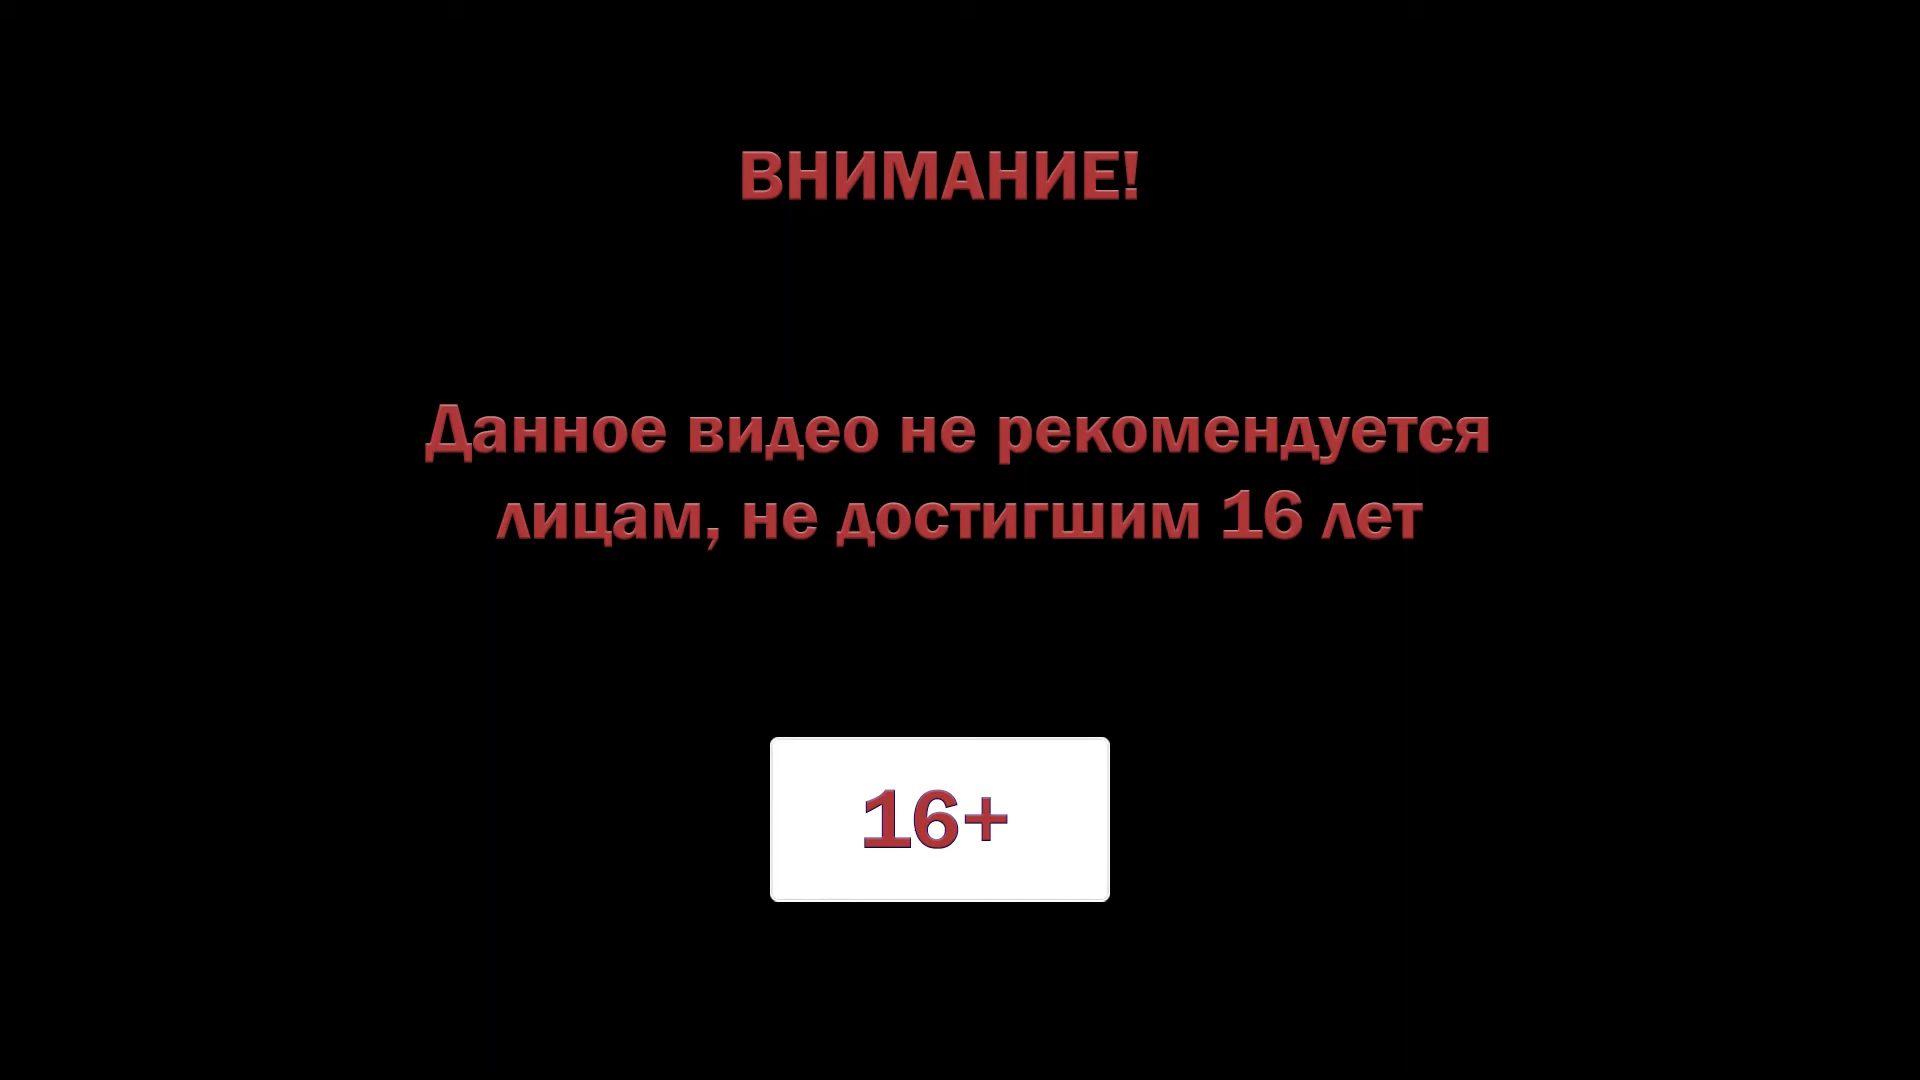 ВНИМАНИЕ!
Данное видео не рекомендуется
лицам, не достигшим 16 лет
16+